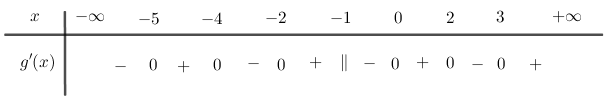 x −∞ −5 −4 −2 −1 0 2 3 +∞
g′(x) − 0 + 0 − 0 + || − 0 + 0 − 0 +